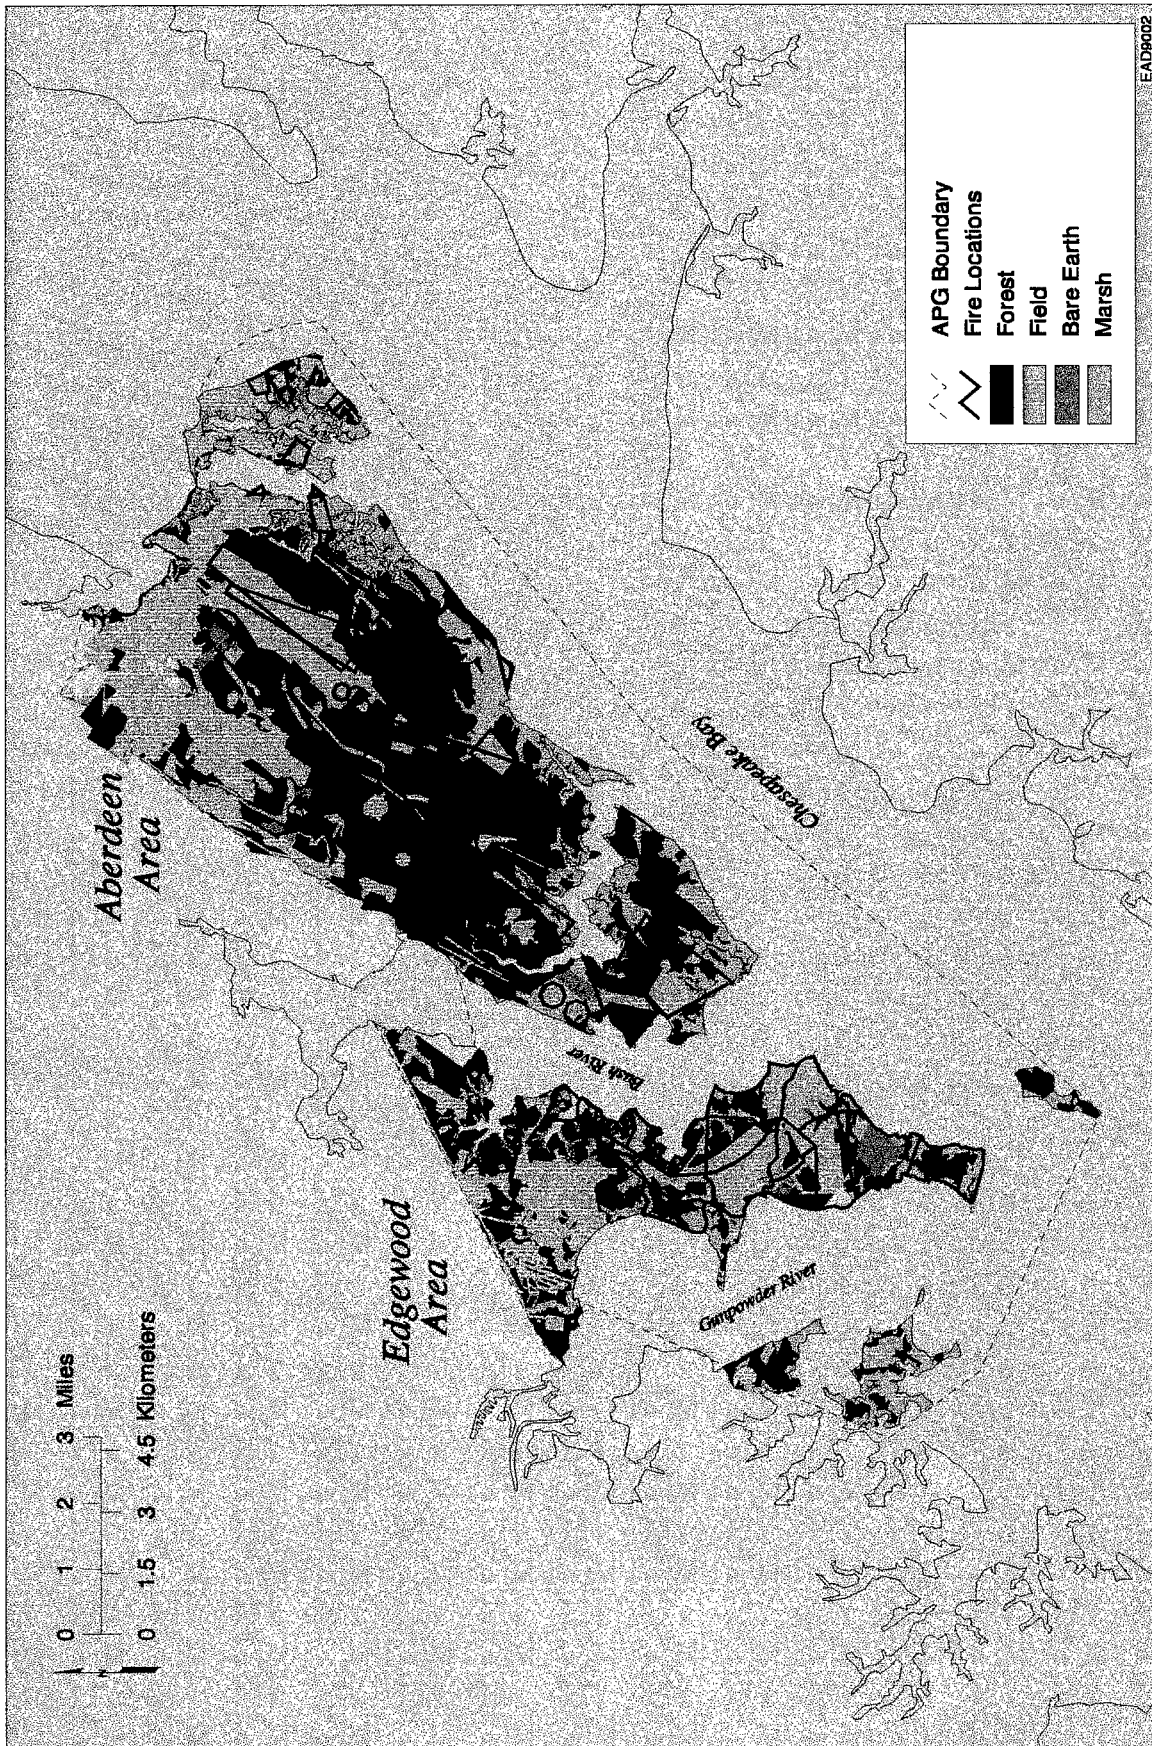 0 1 2 3 Miles
0 1.5 3 4.5 Kilometers
N
Aberdeen
Area
Edgewood
Area
Bush River
Gunpowder River
Chesapeake Bay
APG Boundary
Fire Locations
Forest
Field
Bare Earth
Marsh
EAD9002